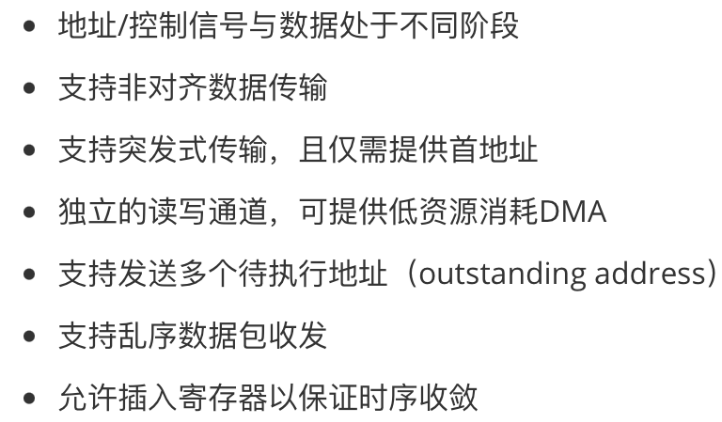 • 地址/控制信号与数据处于不同阶段
• 支持非对齐数据传输
• 支持突发式传输，且仅需提供首地址
• 独立的读写通道，可提供低资源消耗DMA
• 支持发送多个待执行地址（outstanding address）
• 支持乱序数据包收发
• 允许插入寄存器以保证时序收敛